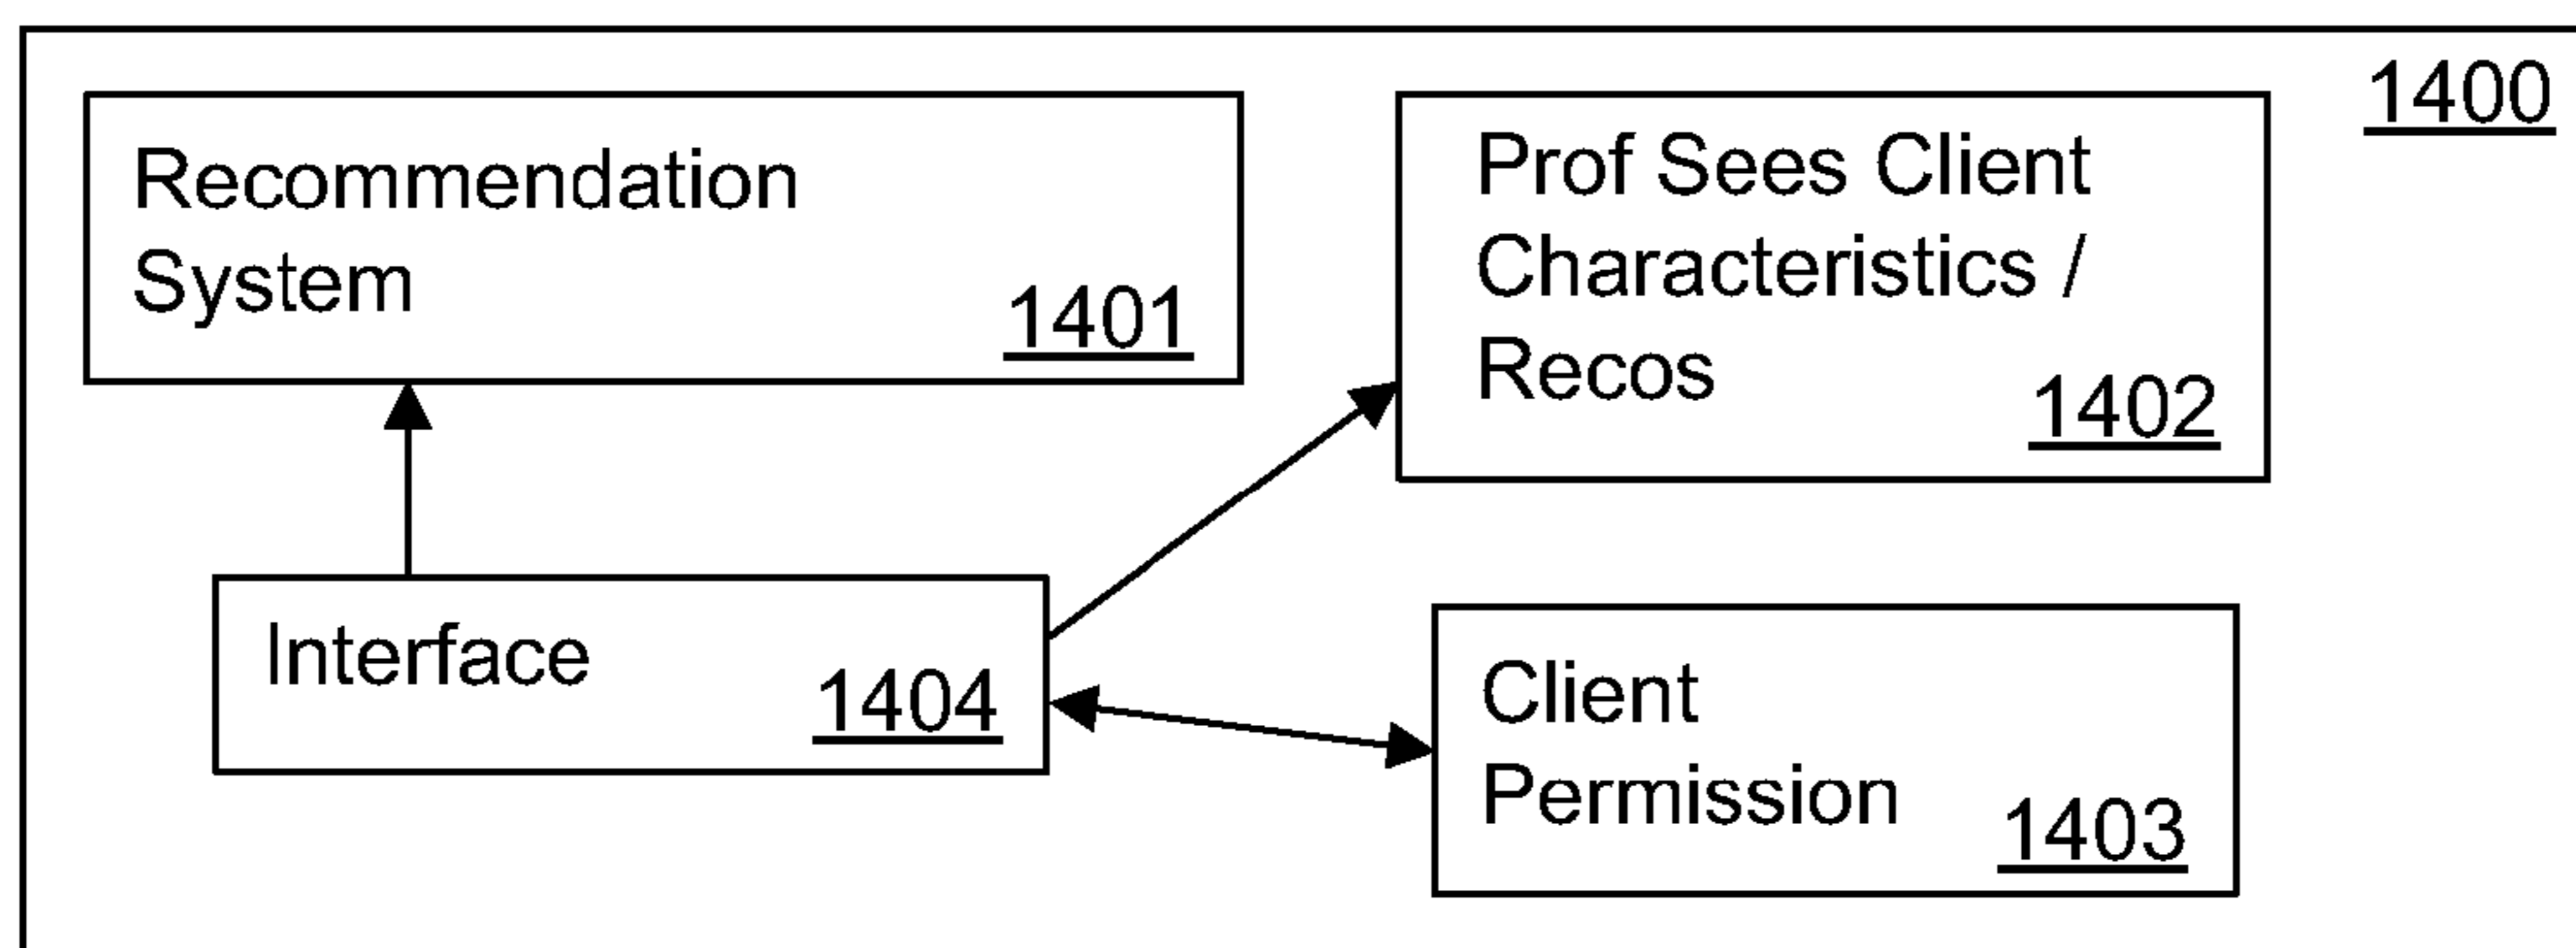 1400
Recommendation
System
1401
Prof Sees Client
Characteristics /
Recos
1402
Interface
1404
Client
Permission
1403